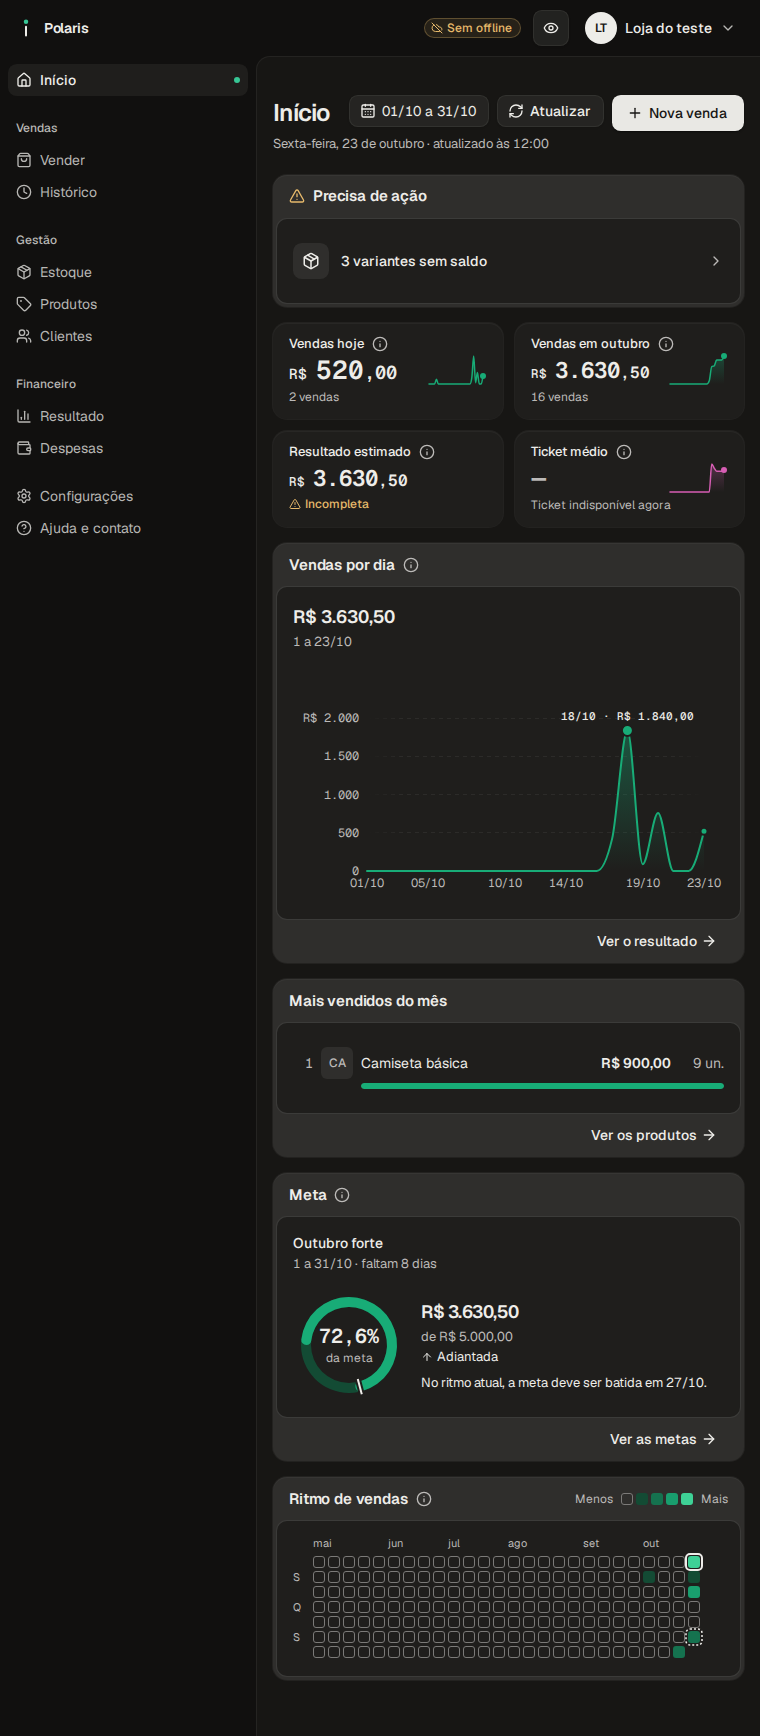 Polaris
Sem offline
LT
Loja do teste
Início
Vendas
Vender
Histórico
Gestão
Estoque
Produtos
Clientes
Financeiro
Resultado
Despesas
Configurações
Ajuda e contato
Início
01/10 a 31/10
Atualizar
Nova venda
Sexta-feira, 23 de outubro · atualizado às 12:00
Precisa de ação
3 variantes sem saldo
Vendas hoje
R$ 520,00
2 vendas
Vendas em outubro
R$ 3.630,50
16 vendas
Resultado estimado
R$ 3.630,50
Incompleta
Ticket médio
—
Ticket indisponível agora
Vendas por dia
R$ 3.630,50
1 a 23/10
18/10 · R$ 1.840,00
R$ 2.000
1.500
1.000
500
0
01/10 05/10 10/10 14/10 19/10 23/10
Ver o resultado
Mais vendidos do mês
1 CA Camiseta básica R$ 900,00 9 un.
Ver os produtos
Meta
Outubro forte
1 a 31/10 · faltam 8 dias
72,6%
da meta
R$ 3.630,50
de R$ 5.000,00
Adiantada
No ritmo atual, a meta deve ser batida em 27/10.
Ver as metas
Ritmo de vendas
Menos Mais
mai jun jul ago set out
S
Q
S